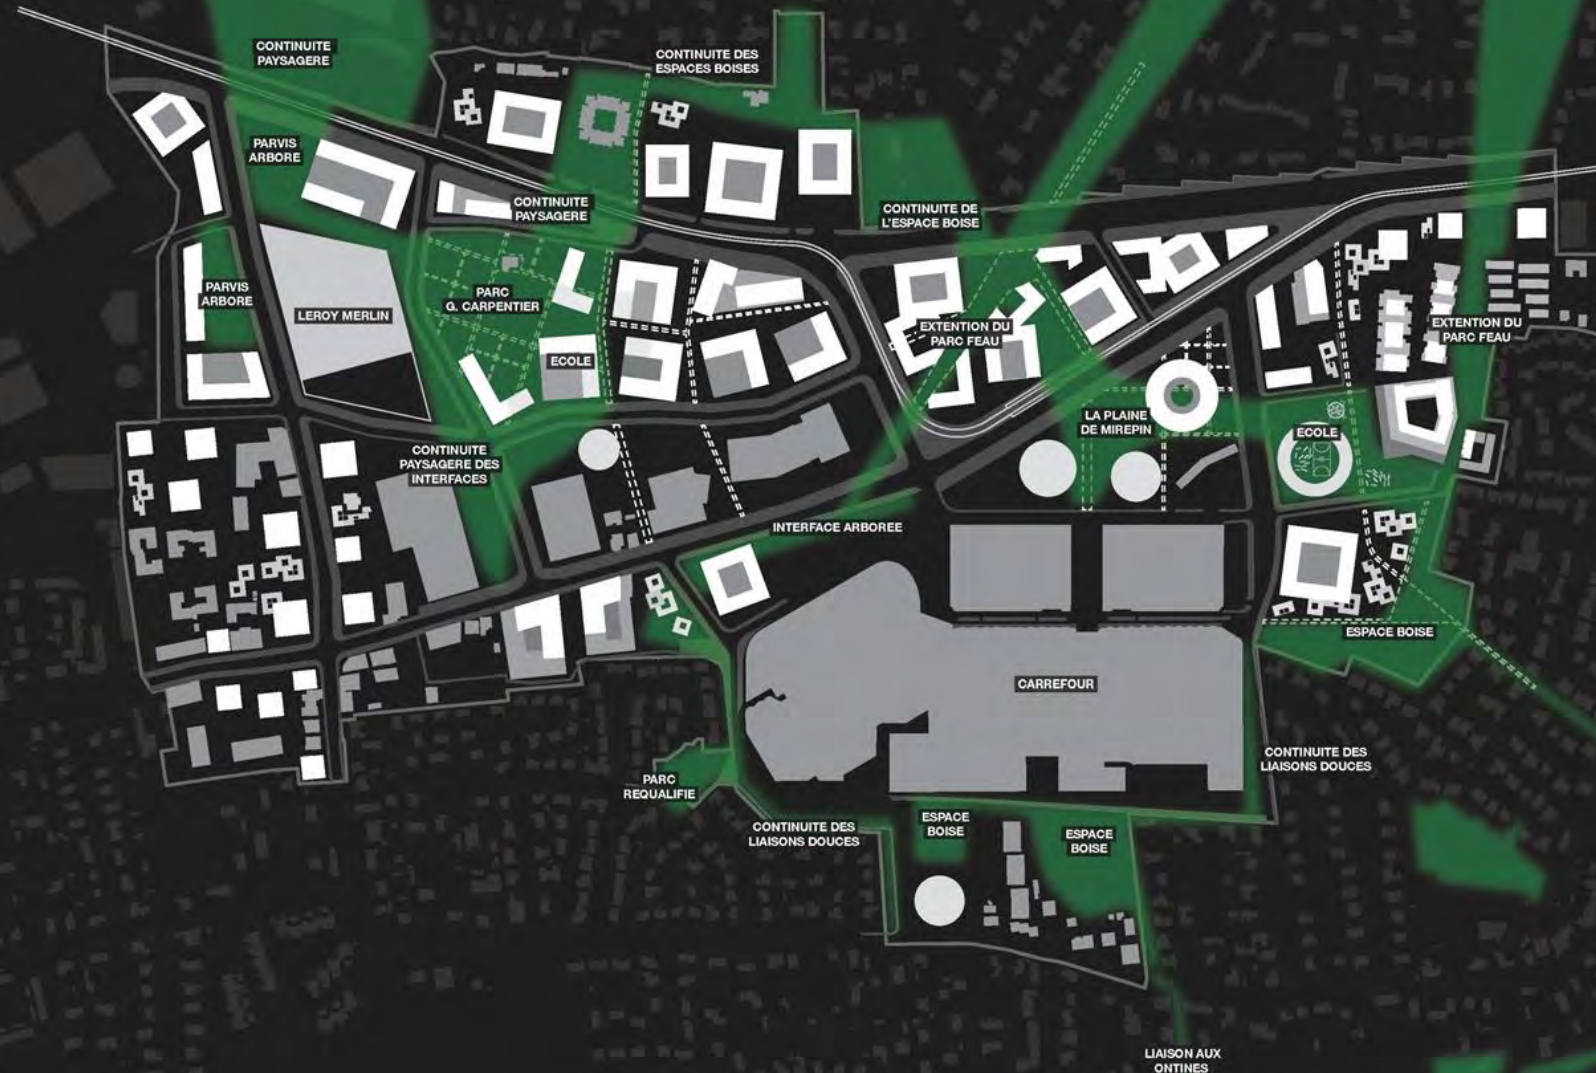 CONTINUITE
PAYSAGERE
CONTINUITE DES
ESPACES BOISES
PARVIS
ARBORE
CONTINUITE
PAYSAGERE
CONTINUITE DE
L'ESPACE BOISE
PARVIS
ARBORE
LEROY MERLIN
PARC
G. CARPENTIER
ECOLE
EXTENTION DU
PARC FEAU
EXTENTION DU
PARC FEAU
LA PLAINE
DE MIREPIN
ECOLE
CONTINUITE
PAYSAGERE DES
INTERFACES
INTERFACE ARBOREE
ESPACE BOISE
CARREFOUR
CONTINUITE DES
LIAISONS DOUCES
PARC
REQUALIFIE
CONTINUITE DES
LIAISONS DOUCES
ESPACE
BOISE
ESPACE
BOISE
LIAISON AUX
ONTINES